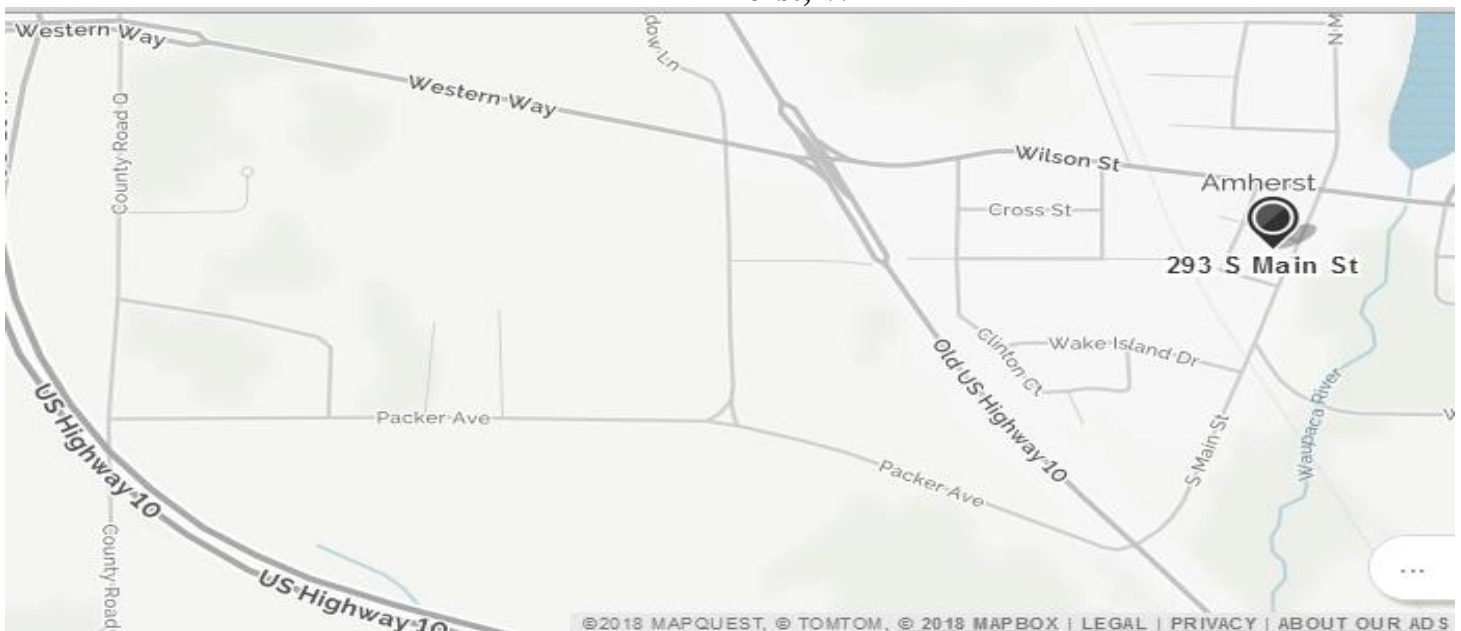 Western Way
dow Ln
N M
Western Way
County Road Q
Wilson St
Amherst
Cross St
293 S Main St
Clinton Ct
Wake Island Dr
Old US Highway 10
US Highway 10
Packer Ave
Waupaca River
S Main St
Packer Ave
County Road
US Highway 10
...
©2018 MAPQUEST, © TOMTOM, © 2018 MAPBOX | LEGAL | PRIVACY | ABOUT OUR ADS